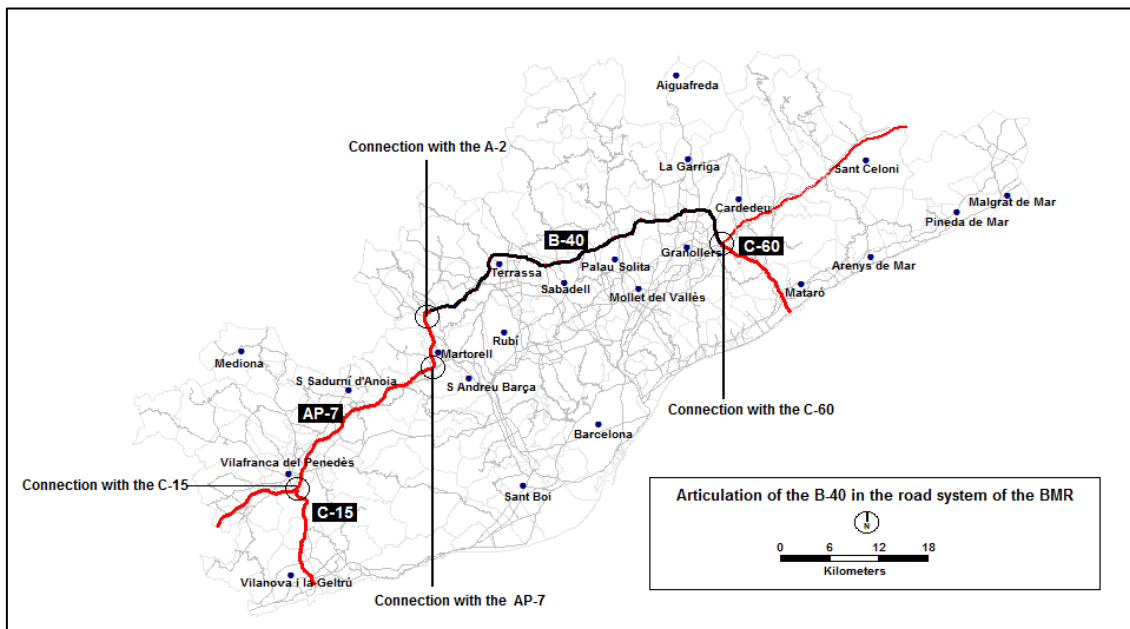 Aiguafreda
Connection with the A-2
La Garriga
Sant Celoni
Cardedeu
Malgrat de Mar
Pineda de Mar
B-40
C-60
Granollers
Terrassa
Palau Solita
Arenys de Mar
Sabadell
Mollet del Vallès
Mataró
Rubí
Martorell
Mediona
S Sadurní d'Anoia
S Andreu Barça
Connection with the C-60
AP-7
Barcelona
Vilafranca del Penedès
Connection with the C-15
Sant Boi
C-15
Articulation of the B-40 in the road system of the BMR
N
0 6 12 18
Kilometers
Vilanova i la Geltrú
Connection with the AP-7